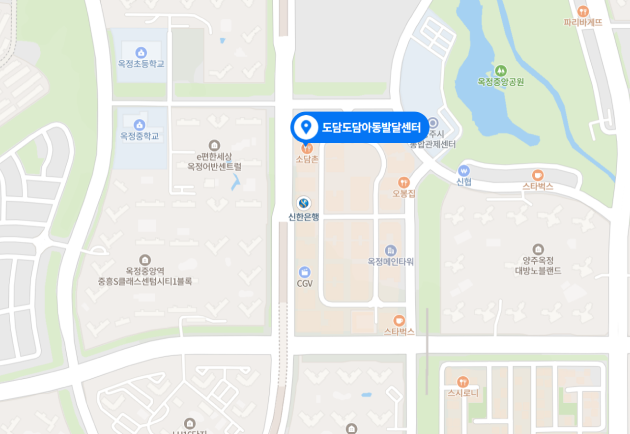 파리바게뜨
옥정초등학교
옥정중앙공원
도담도담아동발달센터
옥정중학교
e편한세상
옥정어반센트럴
소담촌
통합관제센터
신협
스타벅스
오봉집
신한은행
옥정메인타워
양주옥정
대방노블랜드
옥정중앙역
중흥S클래스센텀시티1블록
CGV
스타벅스
스시로니